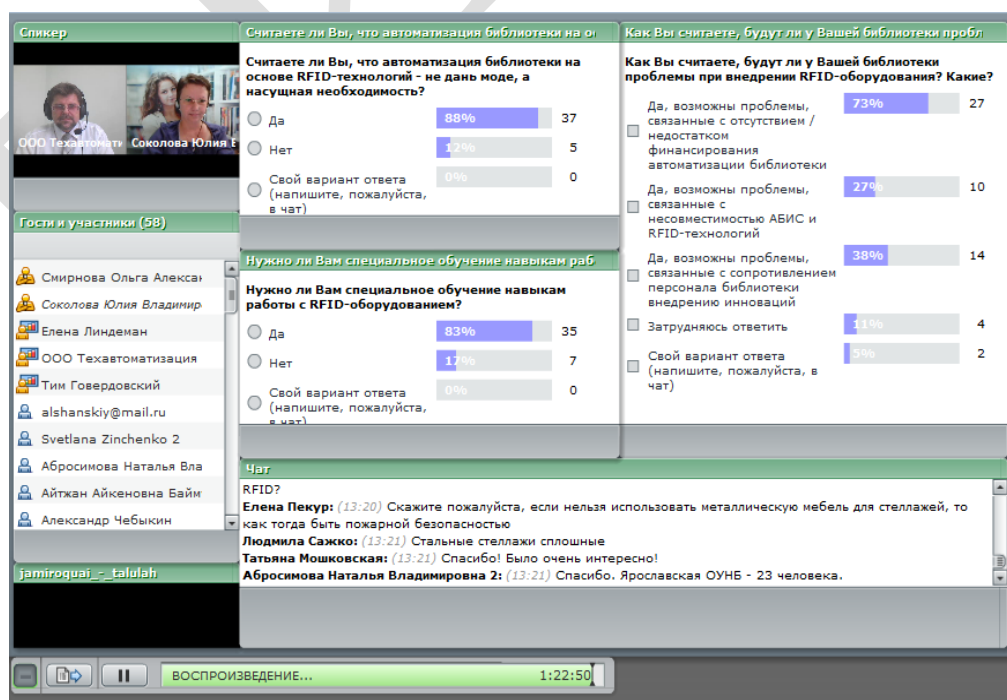 Спикер
ООО Техавтомати Соколова Юлия В
Гости и участники (58)
Смирнова Ольга Алексан
Соколова Юлия Владимир
Елена Линдеман
ООО Техавтоматизация
Тим Говердовский
alshanskiy@mail.ru
Svetlana Zinchenko 2
Абросимова Наталья Вла
Айтжан Айкеновна Байм
Александр Чебыкин
jamiroquai_-_talulah
Считаете ли Вы, что автоматизация библиотеки на о
Считаете ли Вы, что автоматизация библиотеки на
основе RFID-технологий - не дань моде, а
насущная необходимость?
Да 88% 37
Нет 12% 5
Свой вариант ответа 0% 0
(напишите, пожалуйста,
в чат)
Нужно ли Вам специальное обучение навыкам раб
Нужно ли Вам специальное обучение навыкам
работы с RFID-оборудованием?
Да 83% 35
Нет 17% 7
Свой вариант ответа 0% 0
(напишите, пожалуйста,
в чат)
Как Вы считаете, будут ли у Вашей библиотеки пробл
Как Вы считаете, будут ли у Вашей библиотеки
проблемы при внедрении RFID-оборудования? Какие?
Да, возможны проблемы, 73% 27
связанные с отсутствием /
недостатком
финансирования
автоматизации библиотеки
Да, возможны проблемы, 27% 10
связанные с
несовместимостью АБИС и
RFID-технологий
Да, возможны проблемы, 38% 14
связанные с сопротивлением
персонала библиотеки
внедрению инноваций
Затрудняюсь ответить 11% 4
Свой вариант ответа 5% 2
(напишите, пожалуйста, в
чат)
Чат
RFID?
Елена Пекур: (13:20) Скажите пожалуйста, если нельзя использовать металлическую мебель для стеллажей, то
как тогда быть пожарной безопасностью
Людмила Сажко: (13:21) Стальные стеллажи сплошные
Татьяна Мошковская: (13:21) Спасибо! Было очень интересно!
Абросимова Наталья Владимировна 2: (13:21) Спасибо. Ярославская ОУНБ - 23 человека.
ВОСПРОИЗВЕДЕНИЕ... 1:22:50